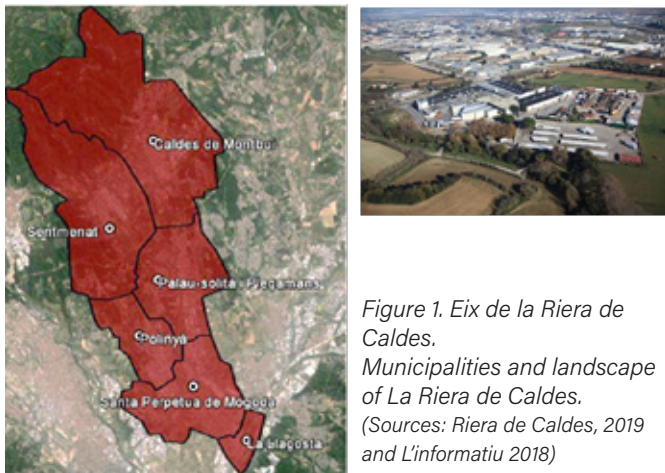 Caldes de Montbui
Sentmenat
Palau-solità i Plegamans
Polinyà
Santa Perpètua de Mogoda
La Llagosta
Figure 1. Eix de la Riera de
Caldes.
Municipalities and landscape
of La Riera de Caldes.
(Sources: Riera de Caldes, 2019
and L'informatiu 2018)